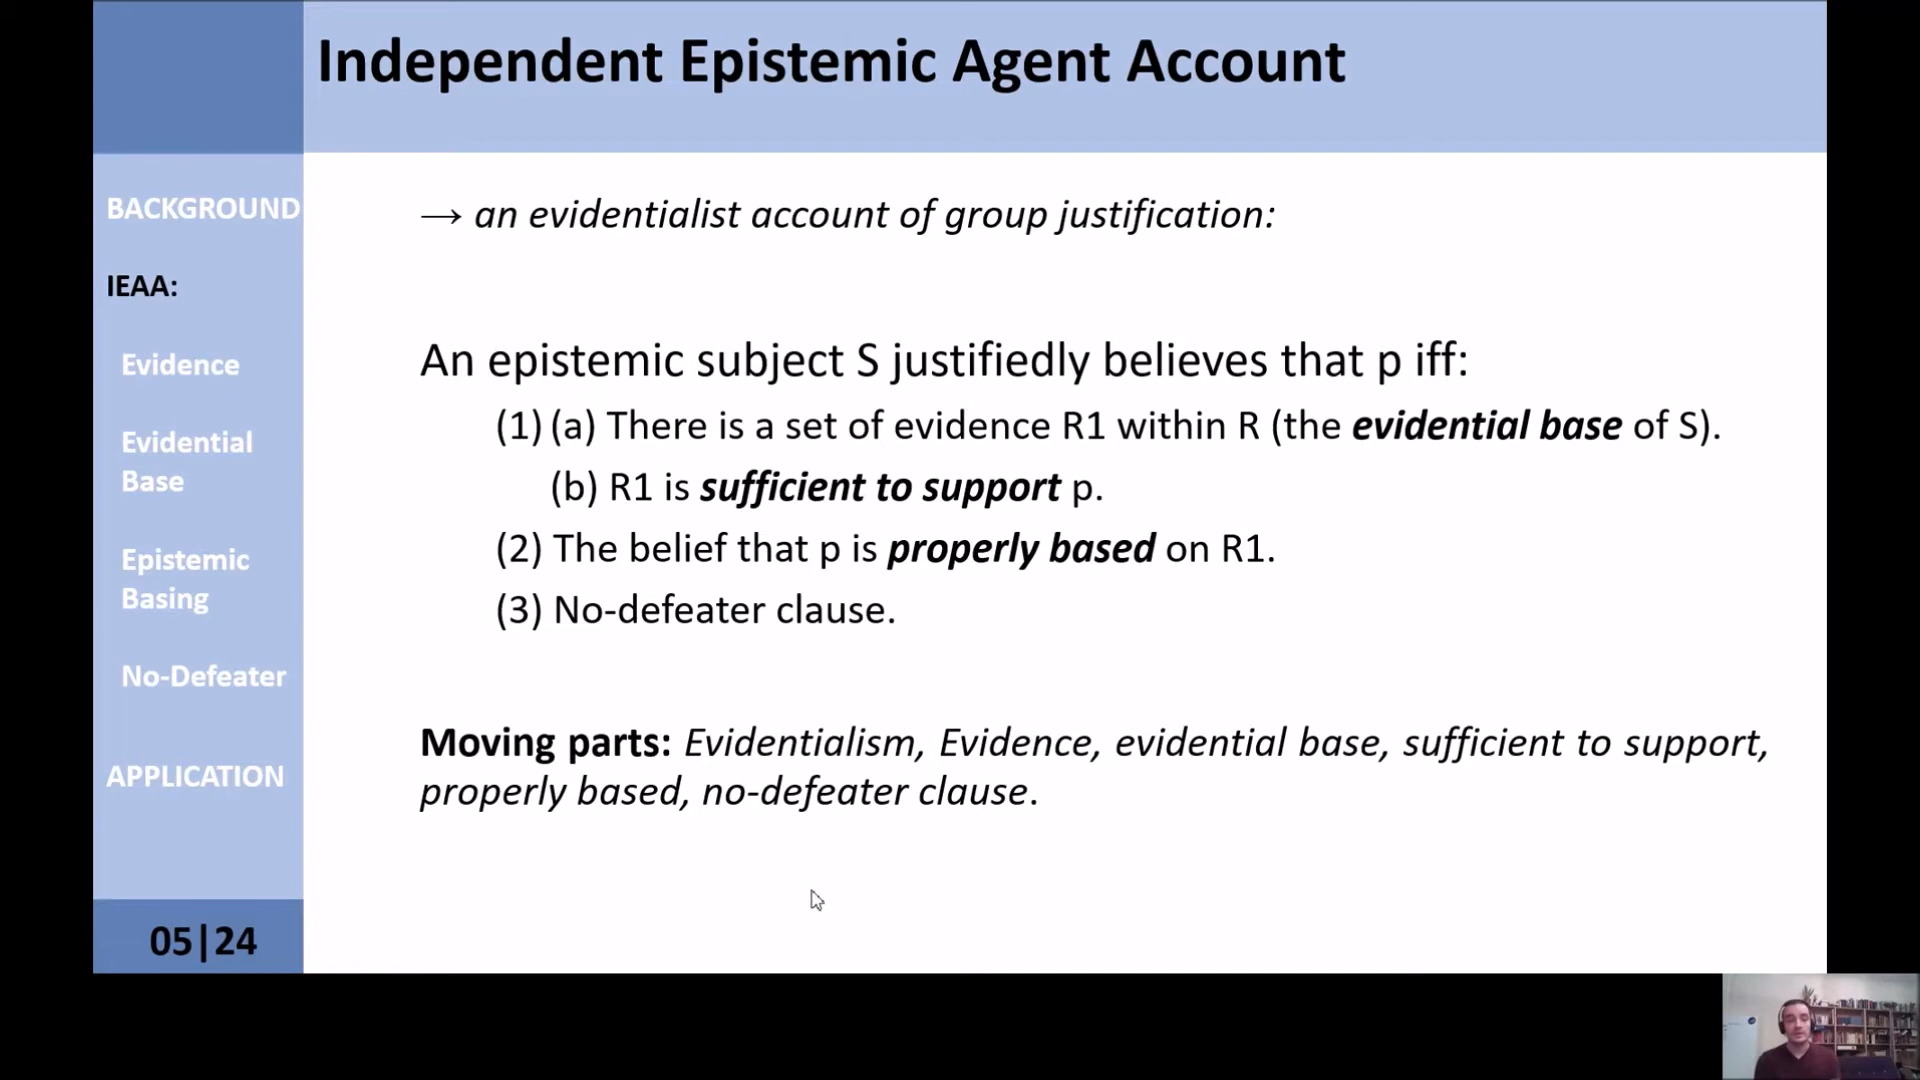 Independent Epistemic Agent Account
BACKGROUND
IEAA:
Evidence
Evidential
Base
Epistemic
Basing
No-Defeater
APPLICATION
05|24
→ an evidentialist account of group justification:
An epistemic subject S justifiedly believes that p iff:
(1) (a) There is a set of evidence R1 within R (the evidential base of S).
(b) R1 is sufficient to support p.
(2) The belief that p is properly based on R1.
(3) No-defeater clause.
Moving parts: Evidentialism, Evidence, evidential base, sufficient to support,
properly based, no-defeater clause.